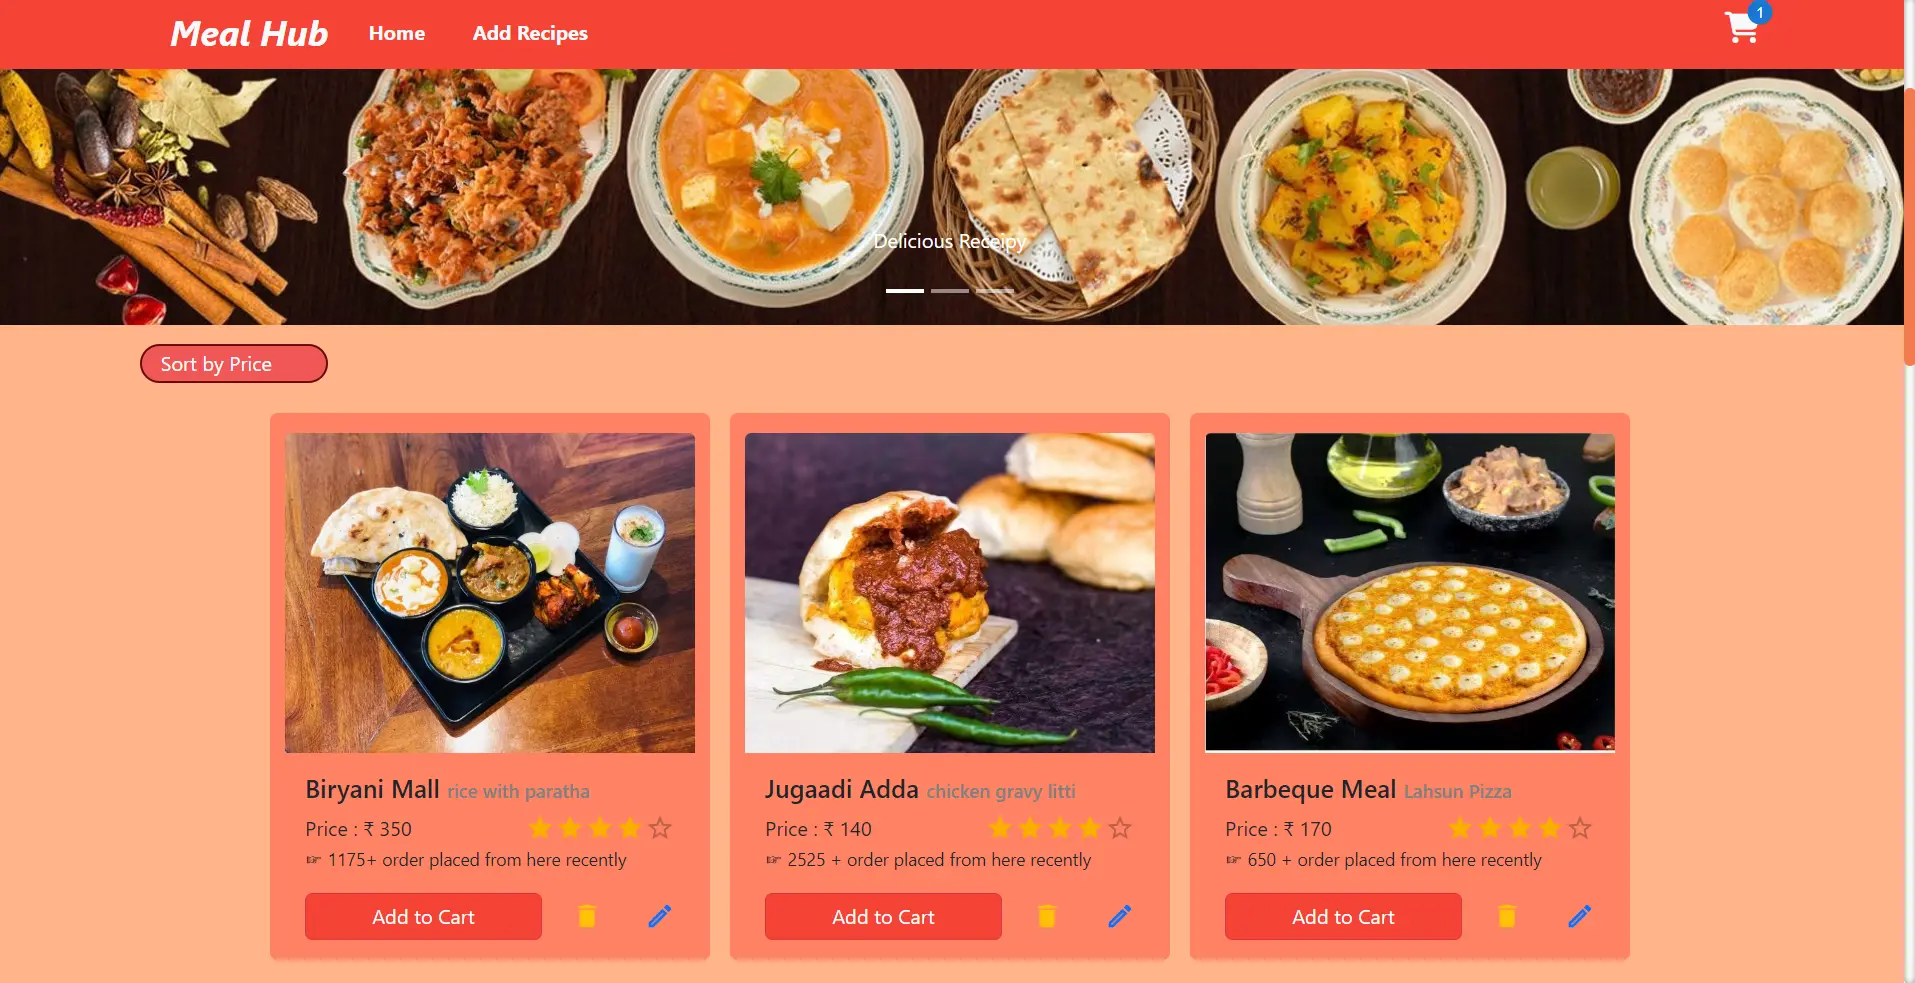 Meal Hub Home Add Recipes 1
Delicious Receipy
Sort by Price
Biryani Mall rice with paratha
Price : ₹ 350
☞ 1175+ order placed from here recently
Add to Cart
Jugaadi Adda chicken gravy litti
Price : ₹ 140
☞ 2525 + order placed from here recently
Add to Cart
Barbeque Meal Lahsun Pizza
Price : ₹ 170
☞ 650 + order placed from here recently
Add to Cart